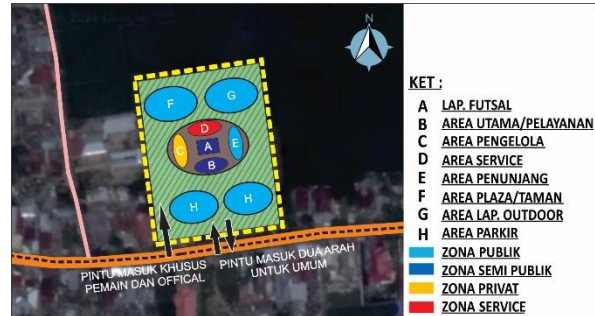 N
F
G
D
C
A
E
B
H
H
PINTU MASUK KHUSUS
PEMAIN DAN OFFICAL
PINTU MASUK DUA ARAH
UNTUK UMUM
KET :
A LAP. FUTSAL
B AREA UTAMA/PELAYANAN
C AREA PENGELOLA
D AREA SERVICE
E AREA PENUNJANG
F AREA PLAZA/TAMAN
G AREA LAP. OUTDOOR
H AREA PARKIR
ZONA PUBLIK
ZONA SEMI PUBLIK
ZONA PRIVAT
ZONA SERVICE